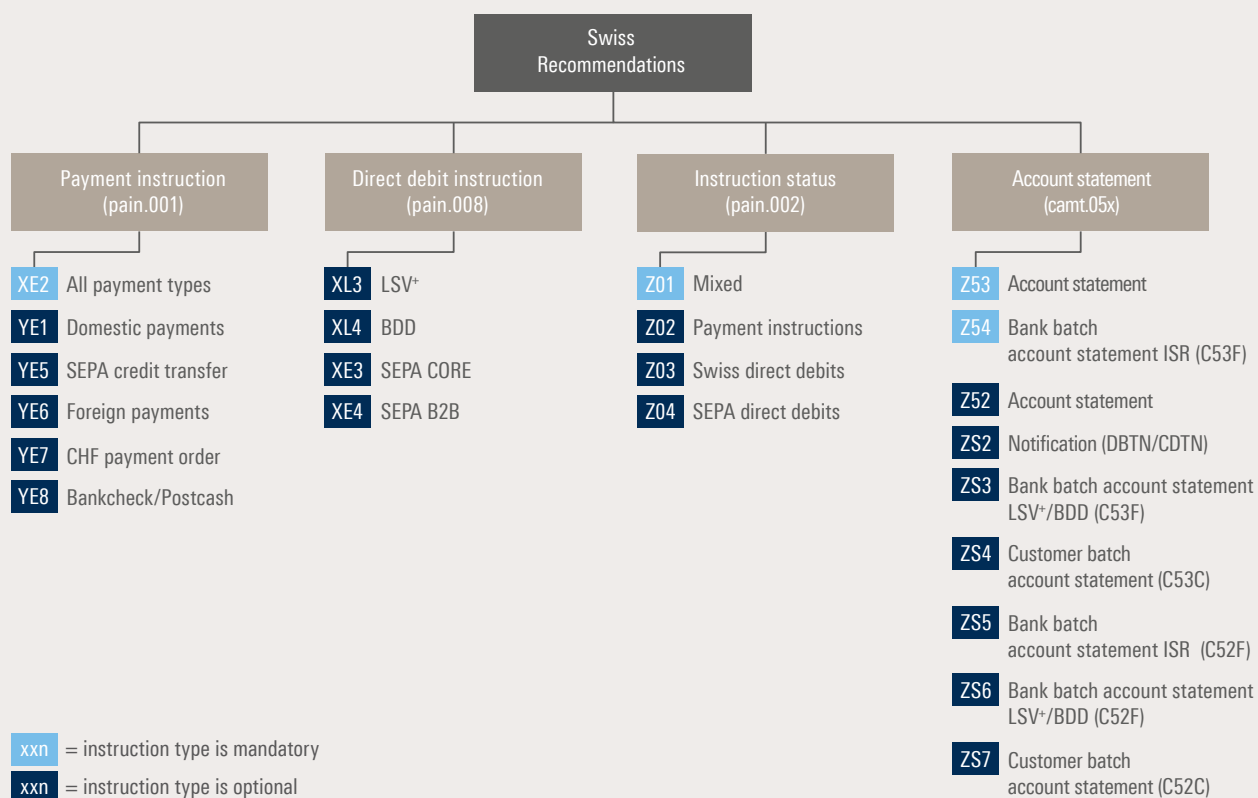 Swiss
Recommendations
Payment instruction
(pain.001)
XE2 All payment types
YE1 Domestic payments
YE5 SEPA credit transfer
YE6 Foreign payments
YE7 CHF payment order
YE8 Bankcheck/Postcash
Direct debit instruction
(pain.008)
XL3 LSV⁺
XL4 BDD
XE3 SEPA CORE
XE4 SEPA B2B
Instruction status
(pain.002)
Z01 Mixed
Z02 Payment instructions
Z03 Swiss direct debits
Z04 SEPA direct debits
Account statement
(camt.05x)
Z53 Account statement
Z54 Bank batch
account statement ISR (C53F)
Z52 Account statement
ZS2 Notification (DBTN/CDTN)
ZS3 Bank batch account statement
LSV⁺/BDD (C53F)
ZS4 Customer batch
account statement (C53C)
ZS5 Bank batch
account statement ISR (C52F)
ZS6 Bank batch account statement
LSV⁺/BDD (C52F)
ZS7 Customer batch
account statement (C52C)
xxn = instruction type is mandatory
xxn = instruction type is optional